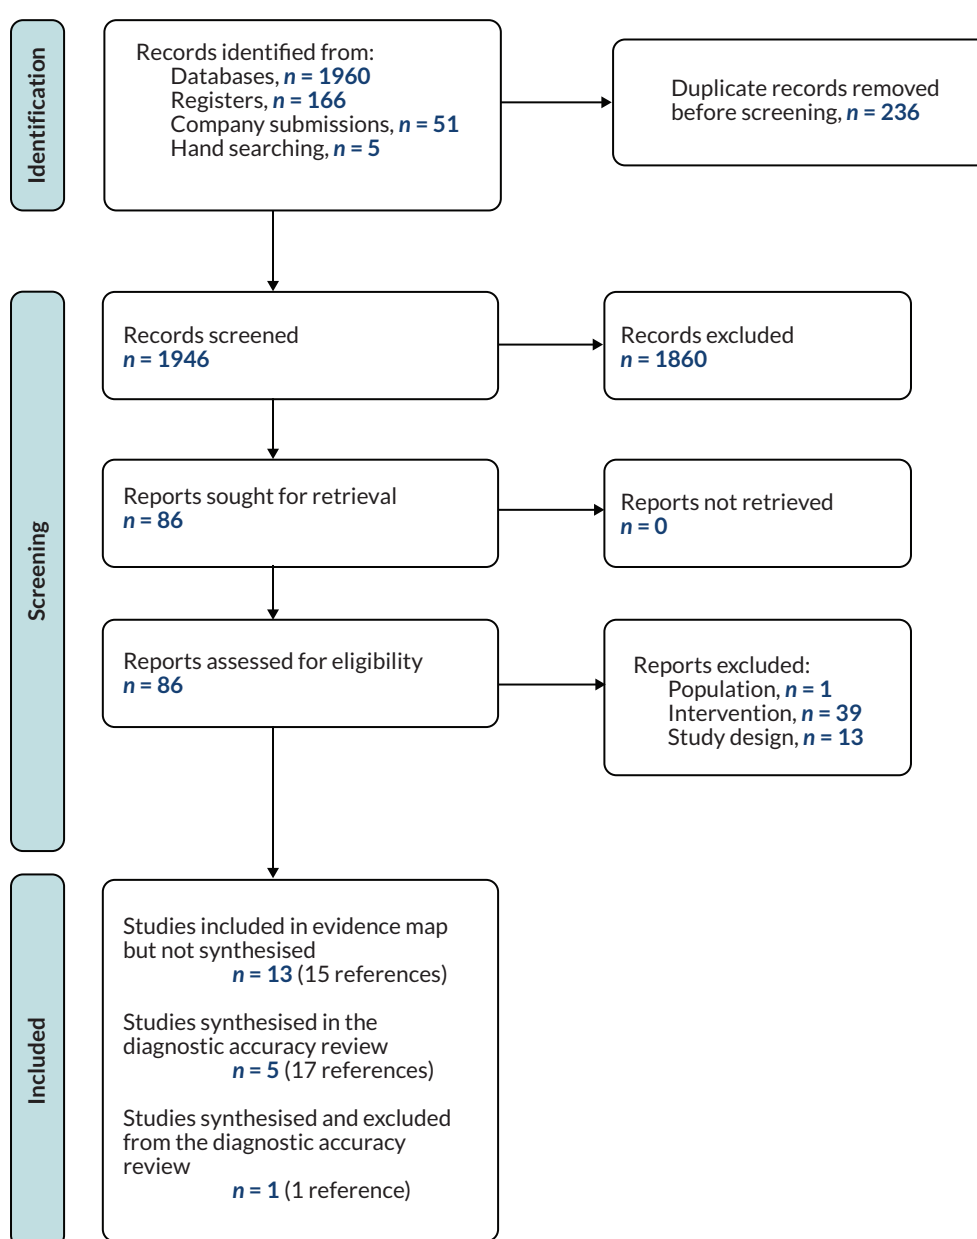 Identification
Records identified from:
Databases, n = 1960
Registers, n = 166
Company submissions, n = 51
Hand searching, n = 5
Duplicate records removed
before screening, n = 236
Screening
Records screened
n = 1946
Records excluded
n = 1860
Reports sought for retrieval
n = 86
Reports not retrieved
n = 0
Reports assessed for eligibility
n = 86
Reports excluded:
Population, n = 1
Intervention, n = 39
Study design, n = 13
Included
Studies included in evidence map
but not synthesised
n = 13 (15 references)
Studies synthesised in the
diagnostic accuracy review
n = 5 (17 references)
Studies synthesised and excluded
from the diagnostic accuracy
review
n = 1 (1 reference)